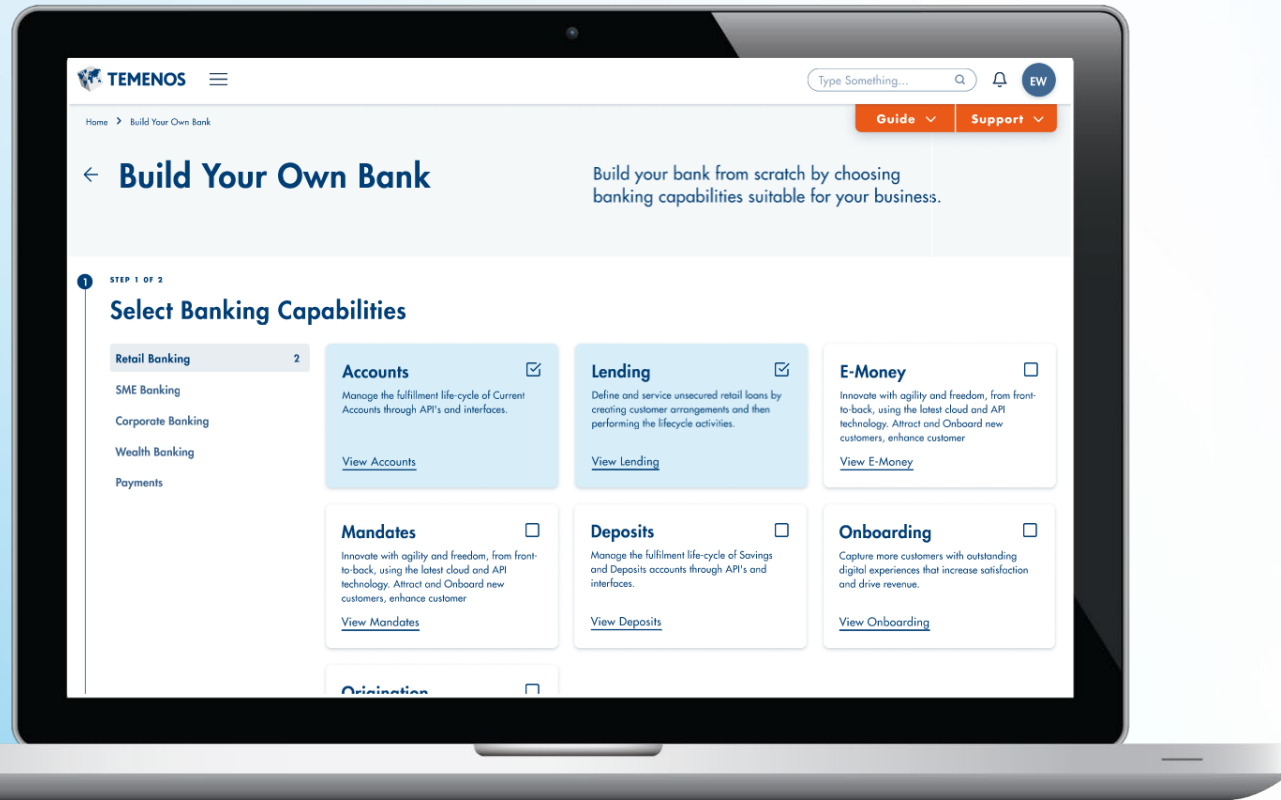 TEMENOS
Type Something...
EW
Home > Build Your Own Bank
Guide
Support
Build Your Own Bank
Build your bank from scratch by choosing
banking capabilities suitable for your business.
1
STEP 1 OF 2
Select Banking Capabilities
Retail Banking 2
SME Banking
Corporate Banking
Wealth Banking
Payments
Accounts
Manage the fulfillment life-cycle of Current
Accounts through API's and interfaces.
View Accounts
Lending
Define and service unsecured retail loans by
creating customer arrangements and then
performing the lifecycle activities.
View Lending
E-Money
Innovate with agility and freedom, from front-
to-back, using the latest cloud and API
technology. Attract and Onboard new
customers, enhance customer
View E-Money
Mandates
Innovate with agility and freedom, from front-
to-back, using the latest cloud and API
technology. Attract and Onboard new
customers, enhance customer
View Mandates
Deposits
Manage the fulfilment life-cycle of Savings
and Deposits accounts through API's and
interfaces.
View Deposits
Onboarding
Capture more customers with outstanding
digital experiences that increase satisfaction
and drive revenue.
View Onboarding
Origination